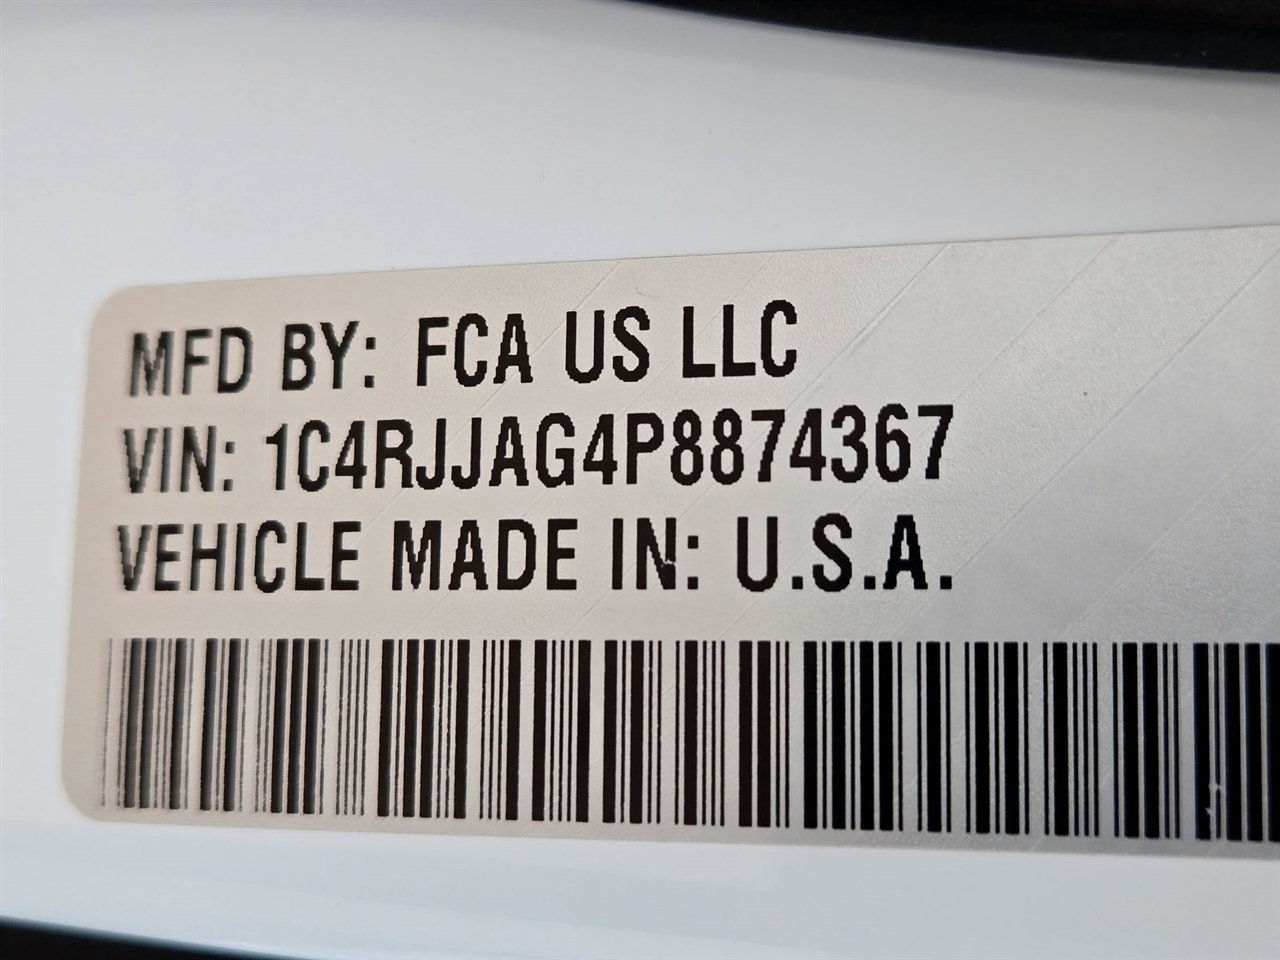 MFD BY: FCA US LLC
VIN: 1C4RJJAG4P8874367
VEHICLE MADE IN: U.S.A.